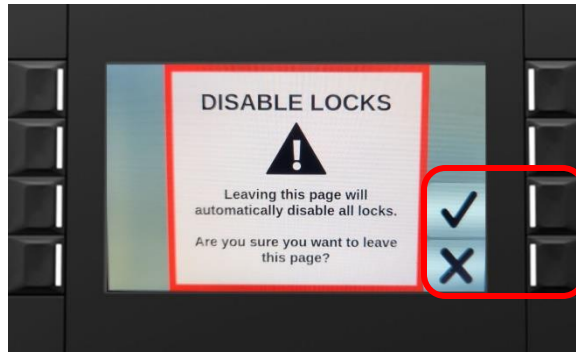 DISABLE LOCKS
Leaving this page will
automatically disable all locks.
Are you sure you want to leave
this page?